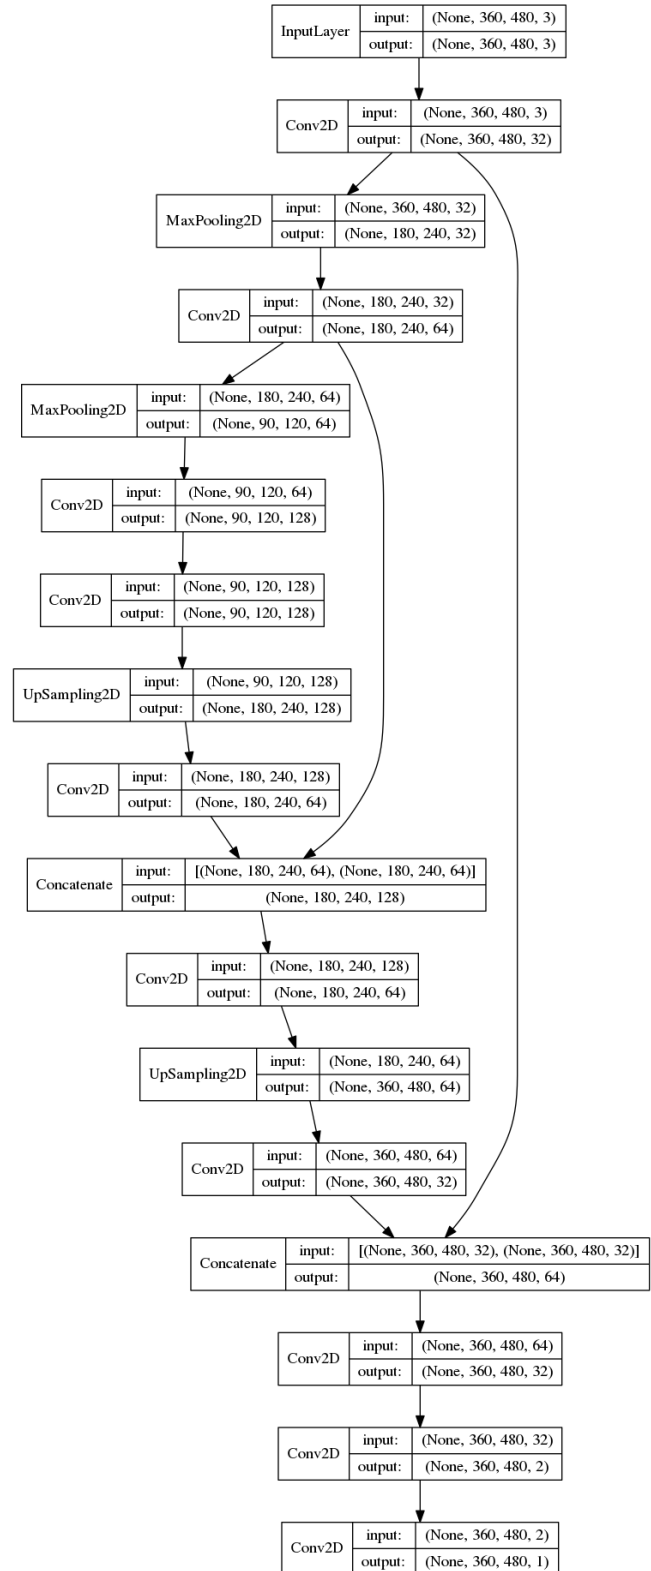 InputLayer
input: (None, 360, 480, 3)
output: (None, 360, 480, 3)
Conv2D
input: (None, 360, 480, 3)
output: (None, 360, 480, 32)
MaxPooling2D
input: (None, 360, 480, 32)
output: (None, 180, 240, 32)
Conv2D
input: (None, 180, 240, 32)
output: (None, 180, 240, 64)
MaxPooling2D
input: (None, 180, 240, 64)
output: (None, 90, 120, 64)
Conv2D
input: (None, 90, 120, 64)
output: (None, 90, 120, 128)
Conv2D
input: (None, 90, 120, 128)
output: (None, 90, 120, 128)
UpSampling2D
input: (None, 90, 120, 128)
output: (None, 180, 240, 128)
Conv2D
input: (None, 180, 240, 128)
output: (None, 180, 240, 64)
Concatenate
input: [(None, 180, 240, 64), (None, 180, 240, 64)]
output: (None, 180, 240, 128)
Conv2D
input: (None, 180, 240, 128)
output: (None, 180, 240, 64)
UpSampling2D
input: (None, 180, 240, 64)
output: (None, 360, 480, 64)
Conv2D
input: (None, 360, 480, 64)
output: (None, 360, 480, 32)
Concatenate
input: [(None, 360, 480, 32), (None, 360, 480, 32)]
output: (None, 360, 480, 64)
Conv2D
input: (None, 360, 480, 64)
output: (None, 360, 480, 32)
Conv2D
input: (None, 360, 480, 32)
output: (None, 360, 480, 2)
Conv2D
input: (None, 360, 480, 2)
output: (None, 360, 480, 1)